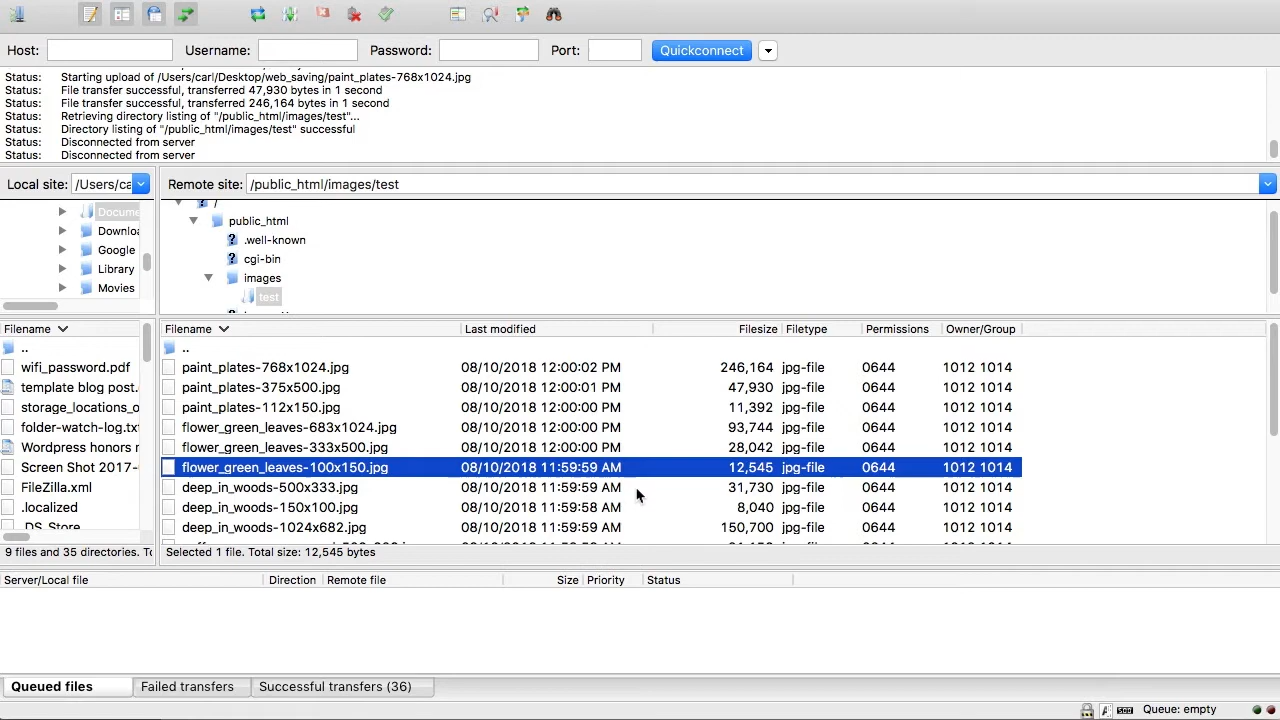 Host: Username: Password: Port: Quickconnect
Status: Starting upload of /Users/carl/Desktop/web_saving/paint_plates-768x1024.jpg
Status: File transfer successful, transferred 47,930 bytes in 1 second
Status: File transfer successful, transferred 246,164 bytes in 1 second
Status: Retrieving directory listing of "/public_html/images/test"...
Status: Directory listing of "/public_html/images/test" successful
Status: Disconnected from server
Status: Disconnected from server
Local site: /Users/ca
Docume
Downloa
Google
Library
Movies
Remote site: /public_html/images/test
/
public_html
? .well-known
? cgi-bin
images
test
Filename
..
wifi_password.pdf
template blog post.
storage_locations_o
folder-watch-log.tx
Wordpress honors r
Screen Shot 2017-
FileZilla.xml
.localized
.DS_Store
9 files and 35 directories. To
Filename Last modified Filesize Filetype Permissions Owner/Group
..
paint_plates-768x1024.jpg 08/10/2018 12:00:02 PM 246,164 jpg-file 0644 1012 1014
paint_plates-375x500.jpg 08/10/2018 12:00:01 PM 47,930 jpg-file 0644 1012 1014
paint_plates-112x150.jpg 08/10/2018 12:00:00 PM 11,392 jpg-file 0644 1012 1014
flower_green_leaves-683x1024.jpg 08/10/2018 12:00:00 PM 93,744 jpg-file 0644 1012 1014
flower_green_leaves-333x500.jpg 08/10/2018 12:00:00 PM 28,042 jpg-file 0644 1012 1014
flower_green_leaves-100x150.jpg 08/10/2018 11:59:59 AM 12,545 jpg-file 0644 1012 1014
deep_in_woods-500x333.jpg 08/10/2018 11:59:59 AM 31,730 jpg-file 0644 1012 1014
deep_in_woods-150x100.jpg 08/10/2018 11:59:58 AM 8,040 jpg-file 0644 1012 1014
deep_in_woods-1024x682.jpg 08/10/2018 11:59:59 AM 150,700 jpg-file 0644 1012 1014
Selected 1 file. Total size: 12,545 bytes
Server/Local file Direction Remote file Size Priority Status
Queued files Failed transfers Successful transfers (36)
Queue: empty